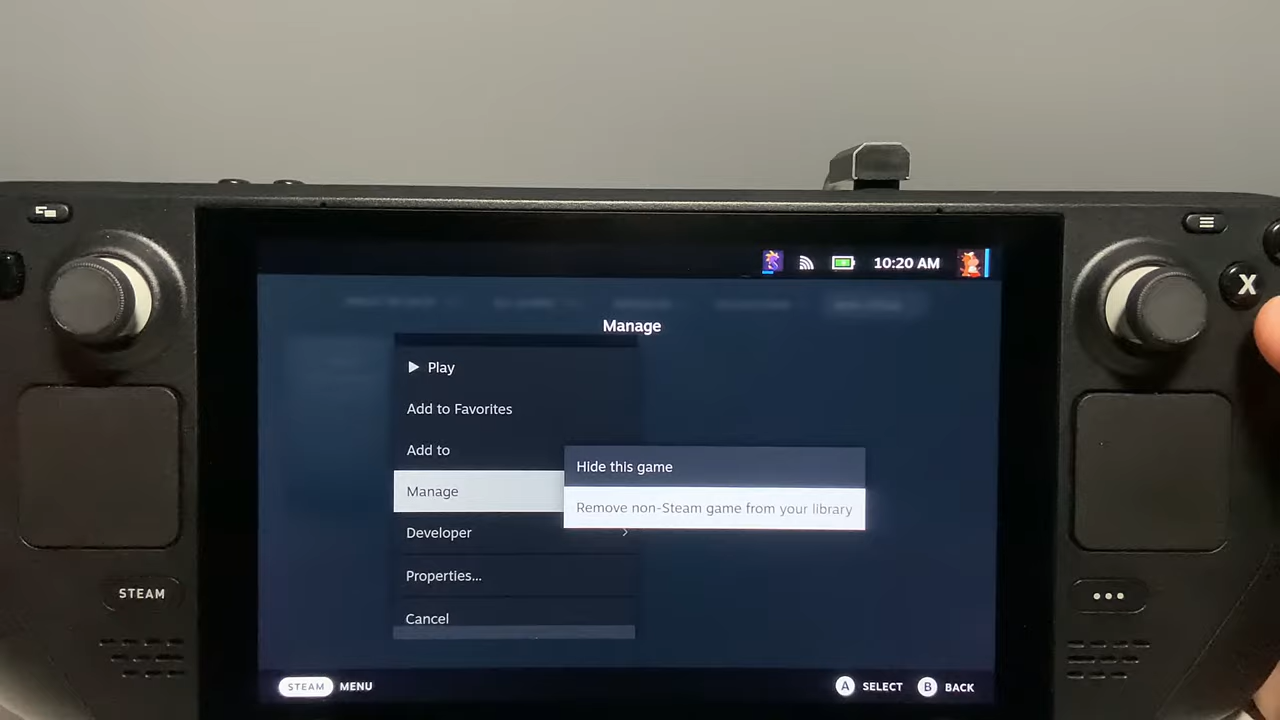 10:20 AM
X
Manage
Play
Add to Favorites
Add to
Hide this game
Manage
Remove non-Steam game from your library
Developer
Properties...
Cancel
STEAM
STEAM MENU
A SELECT B BACK